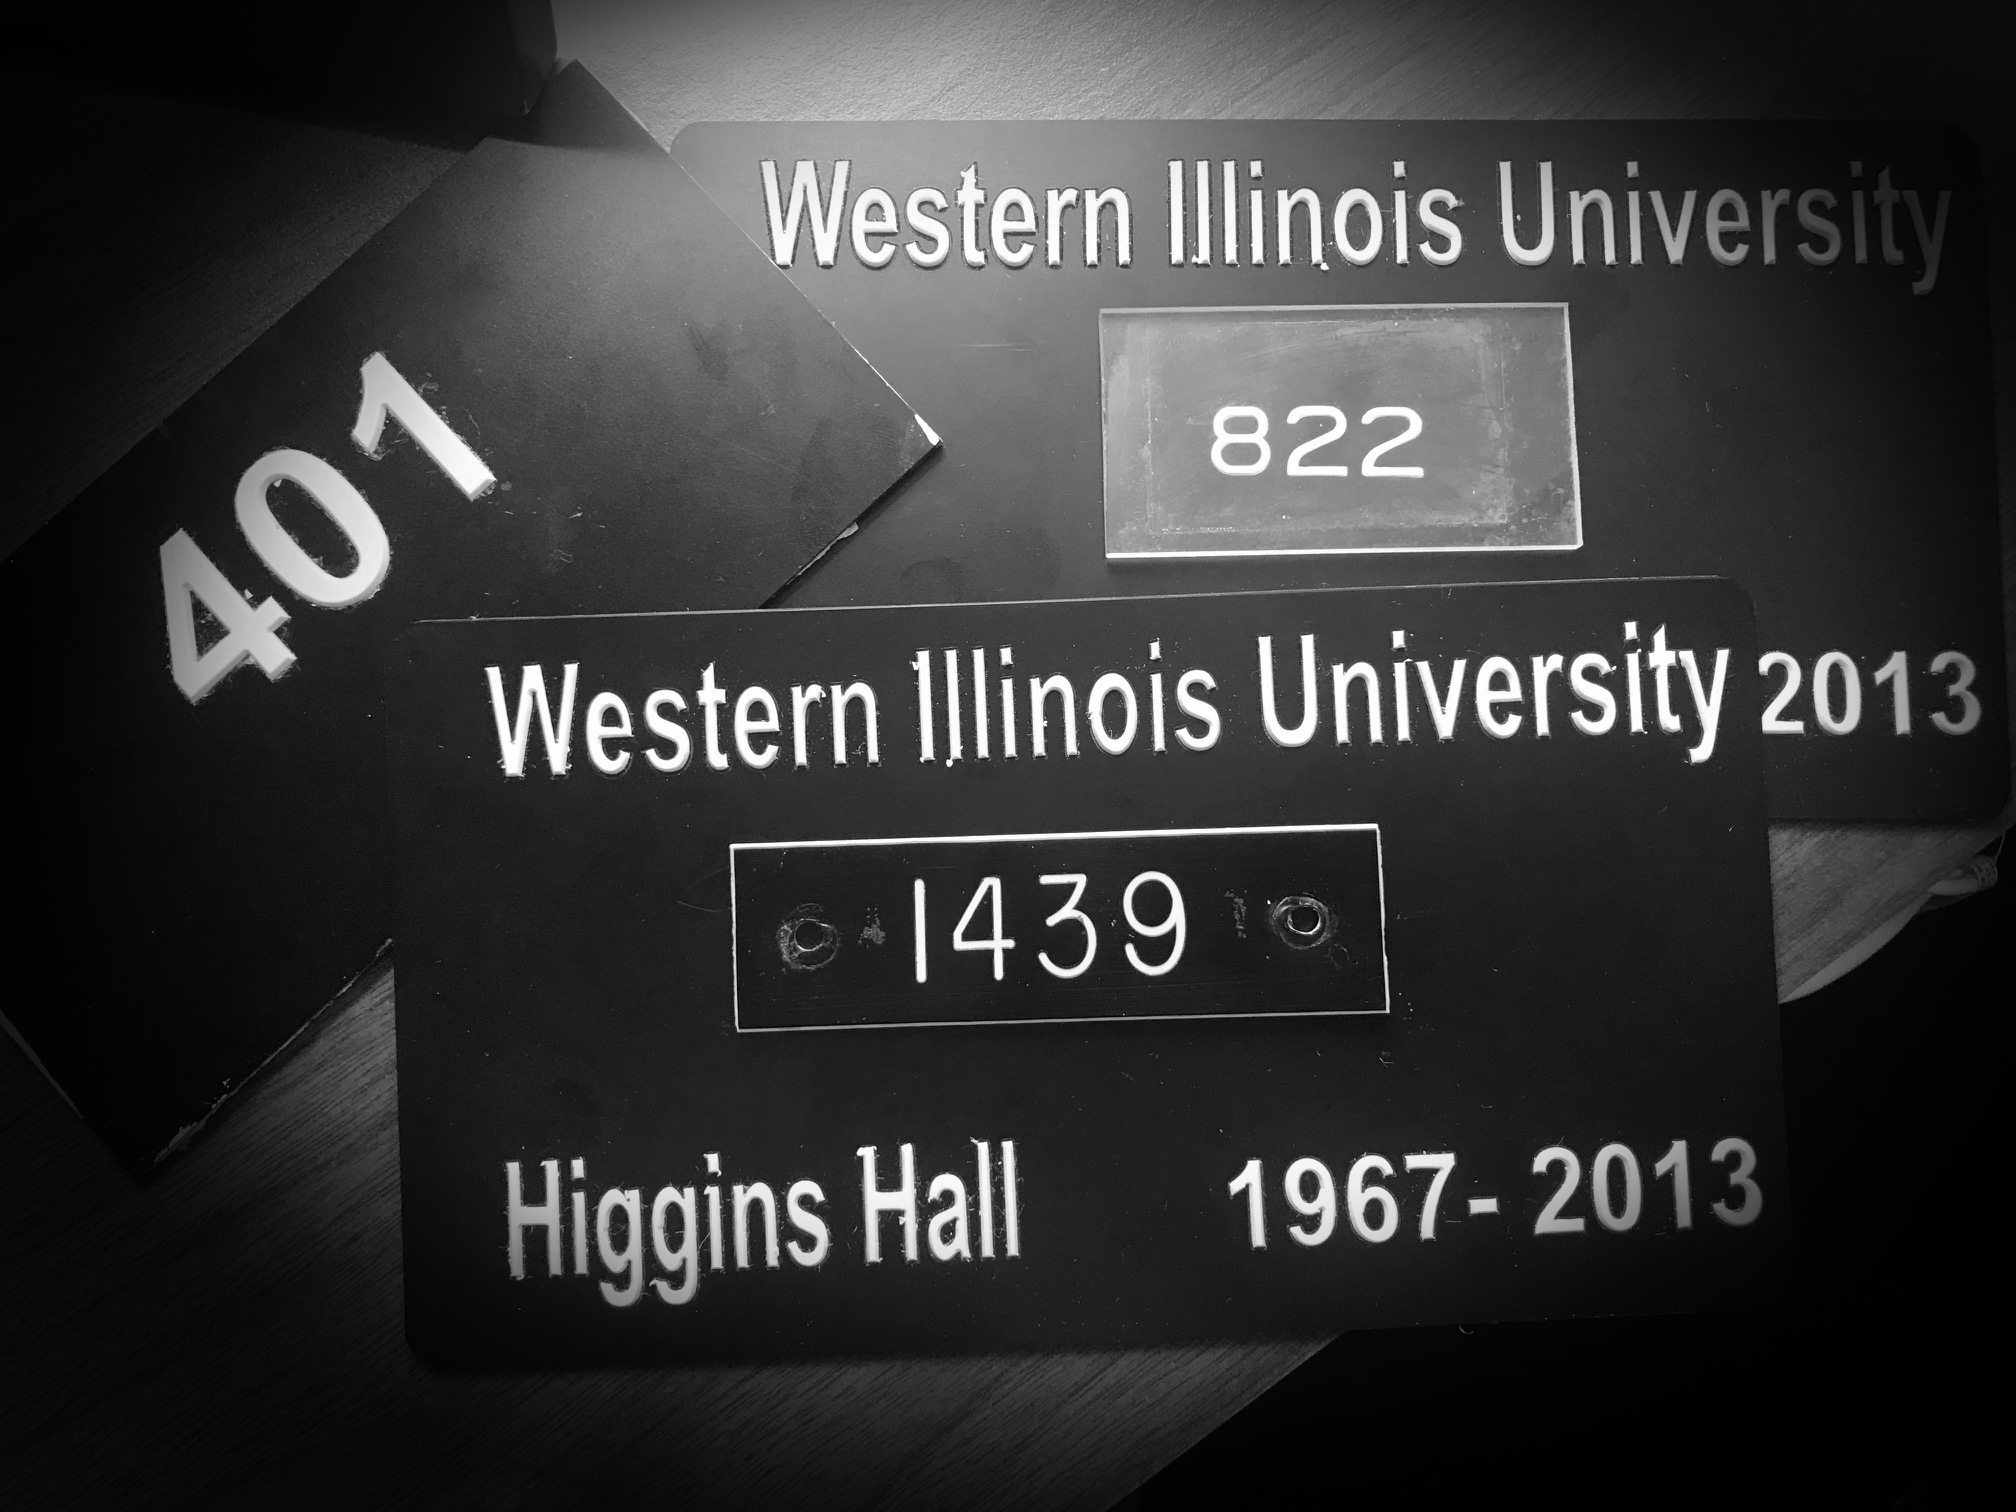 Western Illinois University
822
2013
401
Western Illinois University
1439
Higgins Hall 1967- 2013